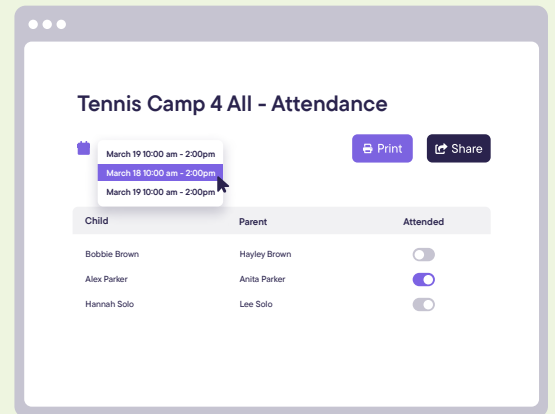 Tennis Camp 4 All - Attendance
March 19 10:00 am - 2:00pm
March 18 10:00 am - 2:00pm
March 19 10:00 am - 2:00pm
Print
Share
Child Parent Attended
Bobbie Brown Hayley Brown
Alex Parker Anita Parker
Hannah Solo Lee Solo